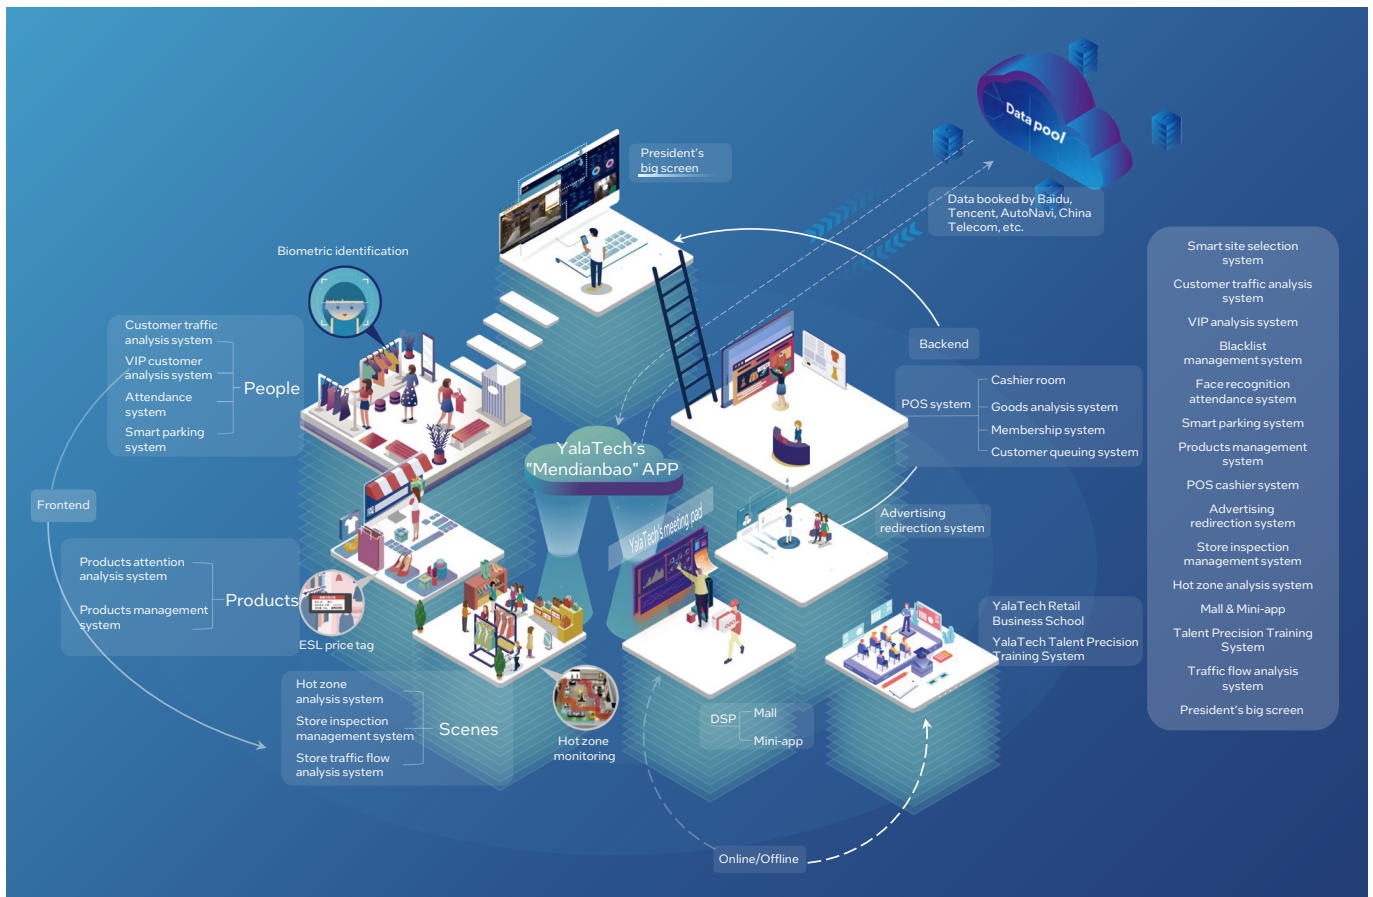 Data pool
President's
big screen
Data booked by Baidu,
Tencent, AutoNavi, China
Telecom, etc.
Biometric identification
Customer traffic
analysis system
VIP customer
analysis system
Attendance
system
Smart parking
system
People
Backend
POS system
Cashier room
Goods analysis system
Membership system
Customer queuing system
YalaTech's
"Mendianbao" APP
Frontend
YalaTech's meeting pad
Advertising
redirection system
Products attention
analysis system
Products management
system
Products
ESL price tag
YalaTech Retail
Business School
YalaTech Talent Precision
Training System
Hot zone
analysis system
Store inspection
management system
Store traffic flow
analysis system
Scenes
Hot zone
monitoring
DSP
Mall
Mini-app
Online/Offline
Smart site selection
system
Customer traffic analysis
system
VIP analysis system
Blacklist
management system
Face recognition
attendance system
Smart parking system
Products management
system
POS cashier system
Advertising
redirection system
Store inspection
management system
Hot zone analysis system
Mall & Mini-app
Talent Precision Training
System
Traffic flow analysis
system
President's big screen